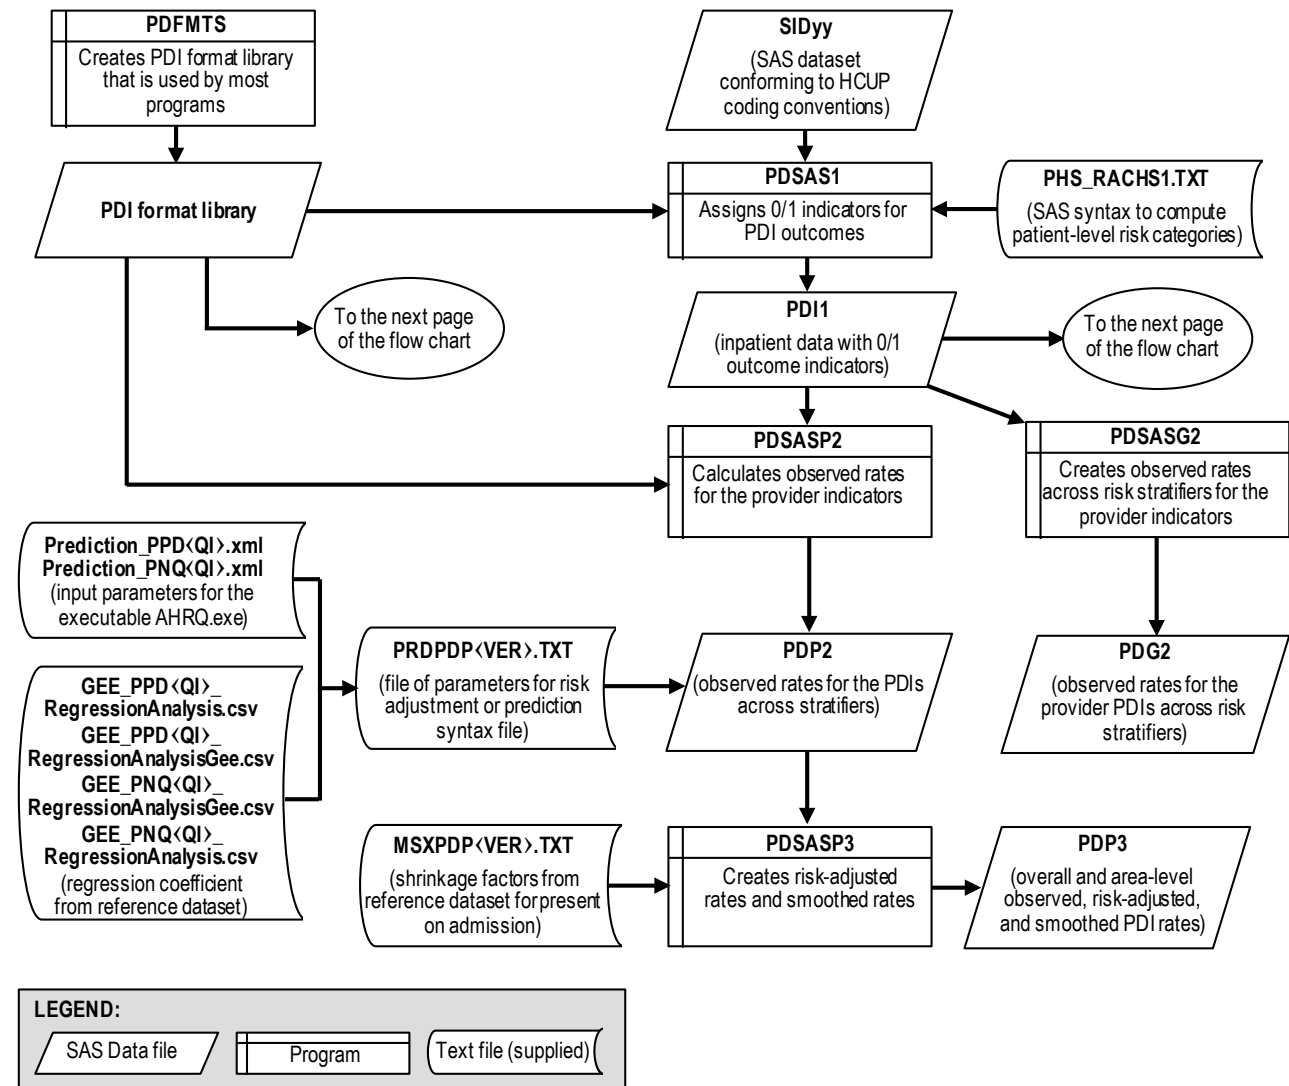 PDFMTS
Creates PDI format library
that is used by most
programs
SIDyy
(SAS dataset
conforming to HCUP
coding conventions)
PDI format library
PDSAS1
Assigns 0/1 indicators for
PDI outcomes
PHS_RACHS1.TXT
(SAS syntax to compute
patient-level risk categories)
To the next page
of the flow chart
PDI1
(inpatient data with 0/1
outcome indicators)
To the next page
of the flow chart
PDSASP2
Calculates observed rates
for the provider indicators
PDSASG2
Creates observed rates
across risk stratifiers for the
provider indicators
Prediction_PPD<QI>.xml
Prediction_PNQ<QI>.xml
(input parameters for the
executable AHRQ.exe)
GEE_PPD<QI>_
RegressionAnalysis.csv
GEE_PPD<QI>_
RegressionAnalysisGee.csv
GEE_PNQ<QI>_
RegressionAnalysisGee.csv
GEE_PNQ<QI>_
RegressionAnalysis.csv
(regression coefficient
from reference dataset)
PRDPDP<VER>.TXT
(file of parameters for risk
adjustment or prediction
syntax file)
PDP2
(observed rates for the PDIs
across stratifiers)
PDG2
(observed rates for the
provider PDIs across risk
stratifiers)
MSXPDP<VER>.TXT
(shrinkage factors from
reference dataset for present
on admission)
PDSASP3
Creates risk-adjusted
rates and smoothed rates
PDP3
(overall and area-level
observed, risk-adjusted,
and smoothed PDI rates)
LEGEND:
SAS Data file
Program
Text file (supplied)